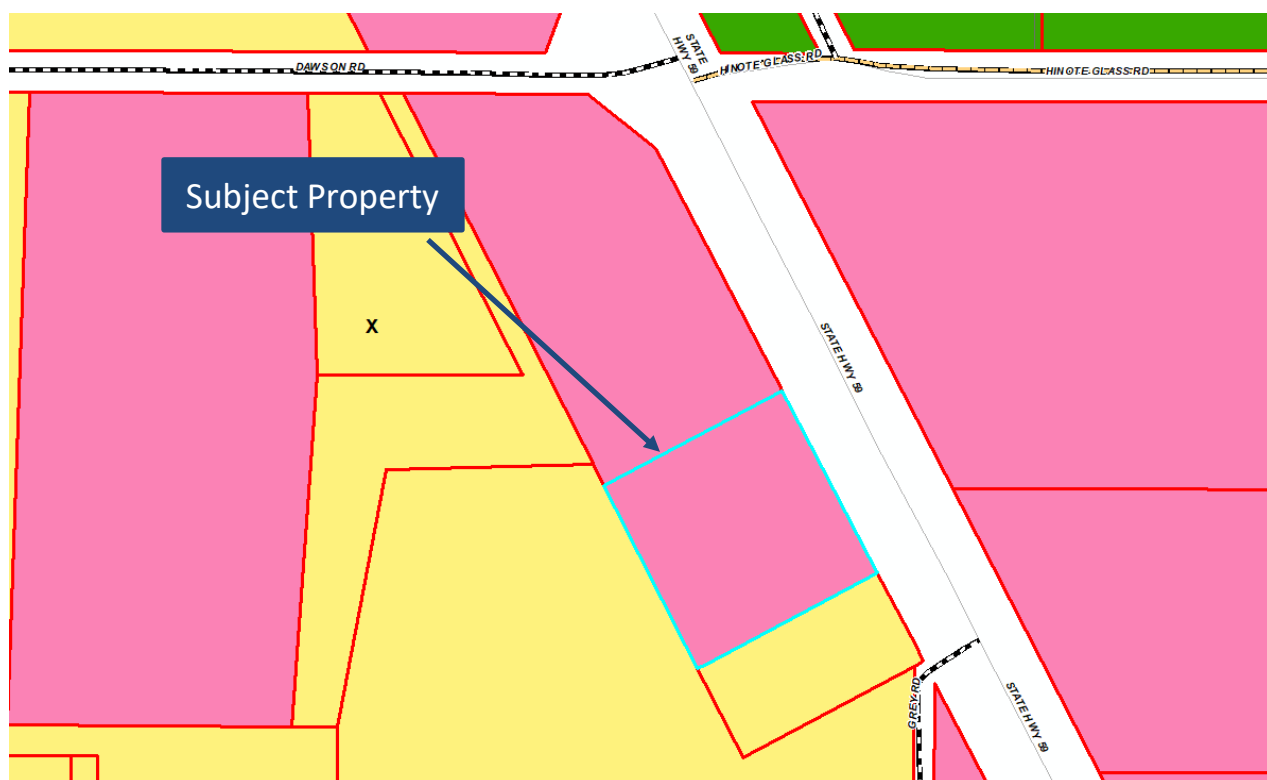 DAWSON RD
STATE
HWY 59
HINOTE GLASS RD
HINOTE GLASS RD
Subject Property
X
STATE HWY 59
GREY RD
STATE HWY 59